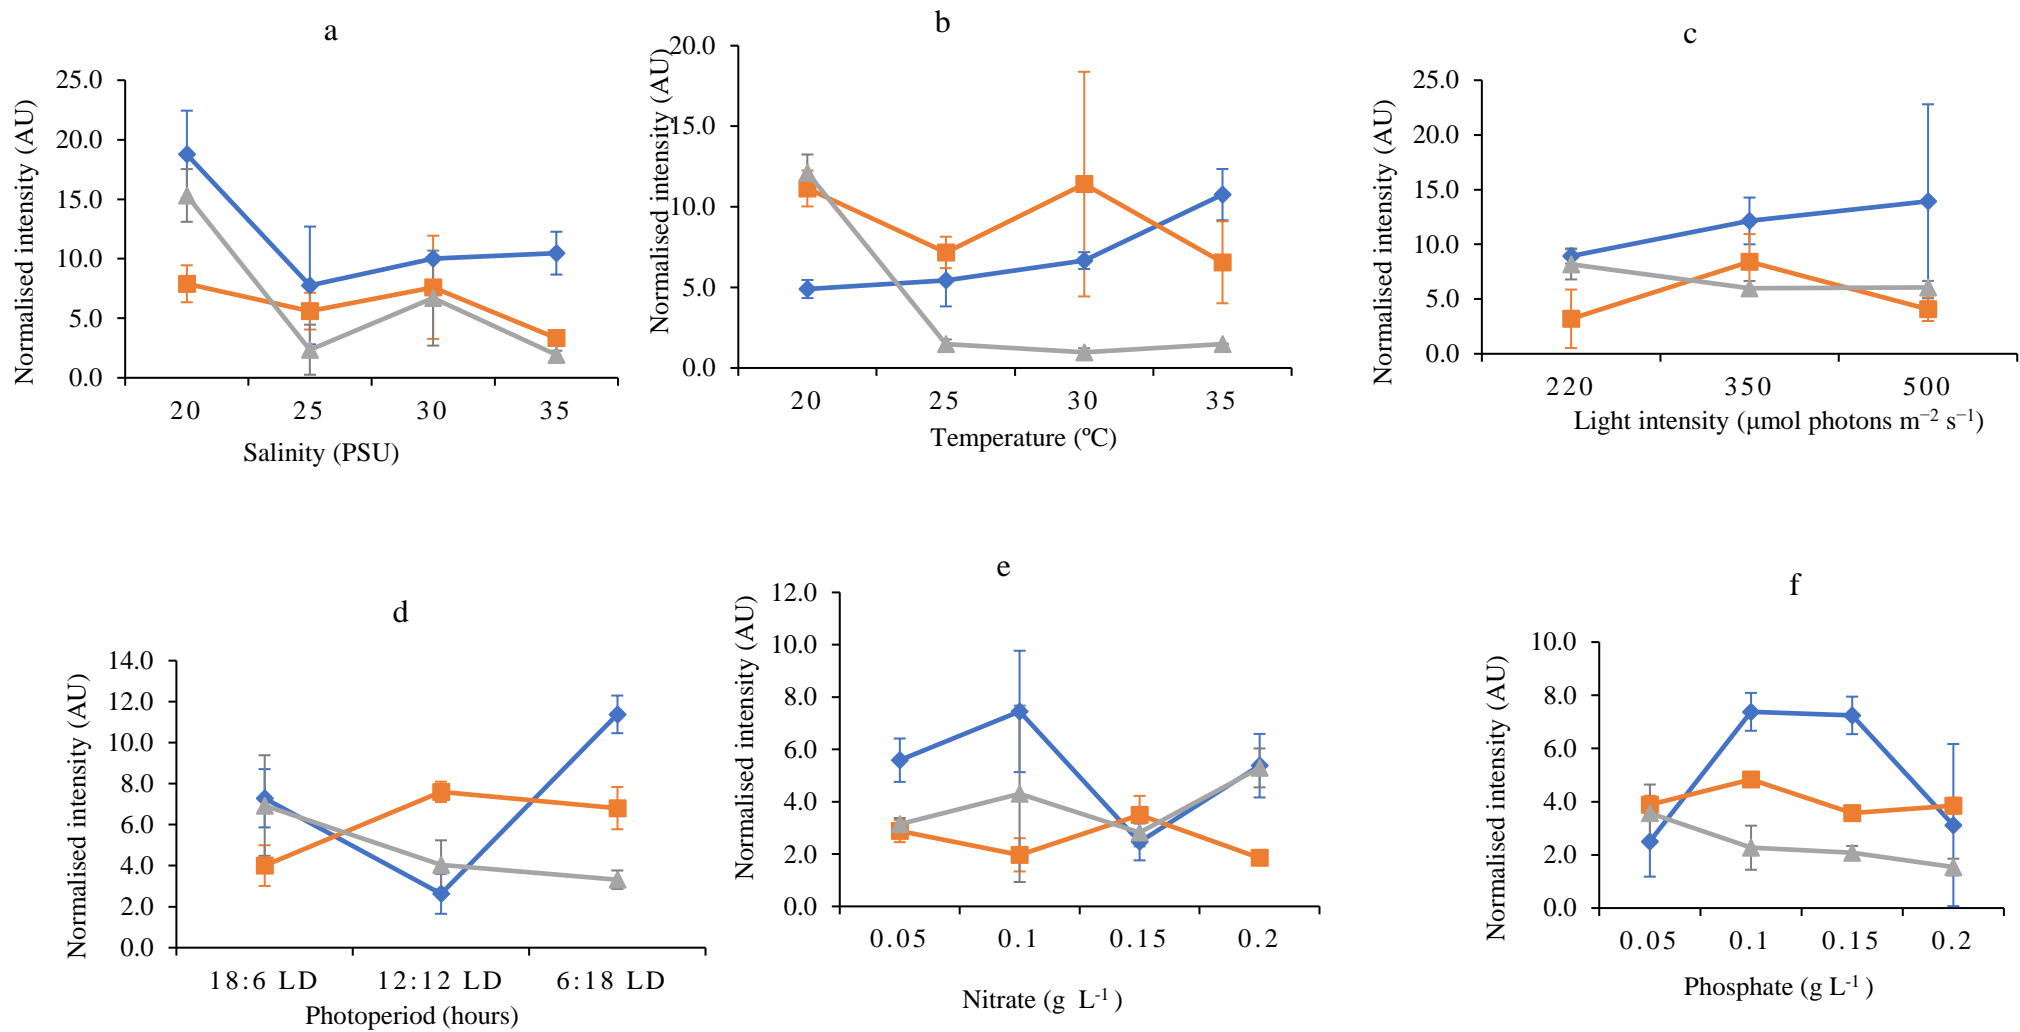 a
Normalised intensity (AU)
25.0
20.0
15.0
10.0
5.0
0.0
20 25 30 35
Salinity (PSU)
b
Normalised intensity (AU)
20.0
15.0
10.0
5.0
0.0
20 25 30 35
Temperature (ºC)
c
Normalised intensity (AU)
25.0
20.0
15.0
10.0
5.0
0.0
220 350 500
Light intensity (µmol photons m⁻² s⁻¹)
d
Normalised intensity (AU)
14.0
12.0
10.0
8.0
6.0
4.0
2.0
0.0
18:6 LD 12:12 LD 6:18 LD
Photoperiod (hours)
e
Normalised intensity (AU)
12.0
10.0
8.0
6.0
4.0
2.0
0.0
0.05 0.1 0.15 0.2
Nitrate (g L⁻¹ )
f
Normalised intensity (AU)
10.0
8.0
6.0
4.0
2.0
0.0
0.05 0.1 0.15 0.2
Phosphate (g L⁻¹ )